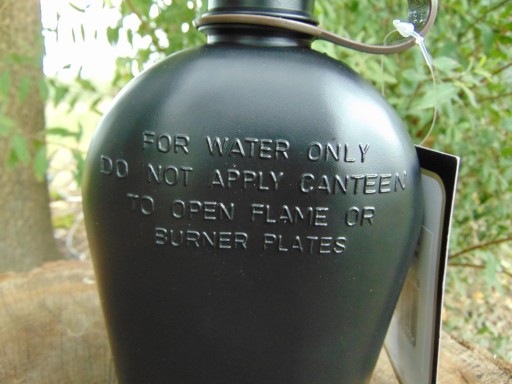 FOR WATER ONLY
DO NOT APPLY CANTEEN
TO OPEN FLAME OR
BURNER PLATES